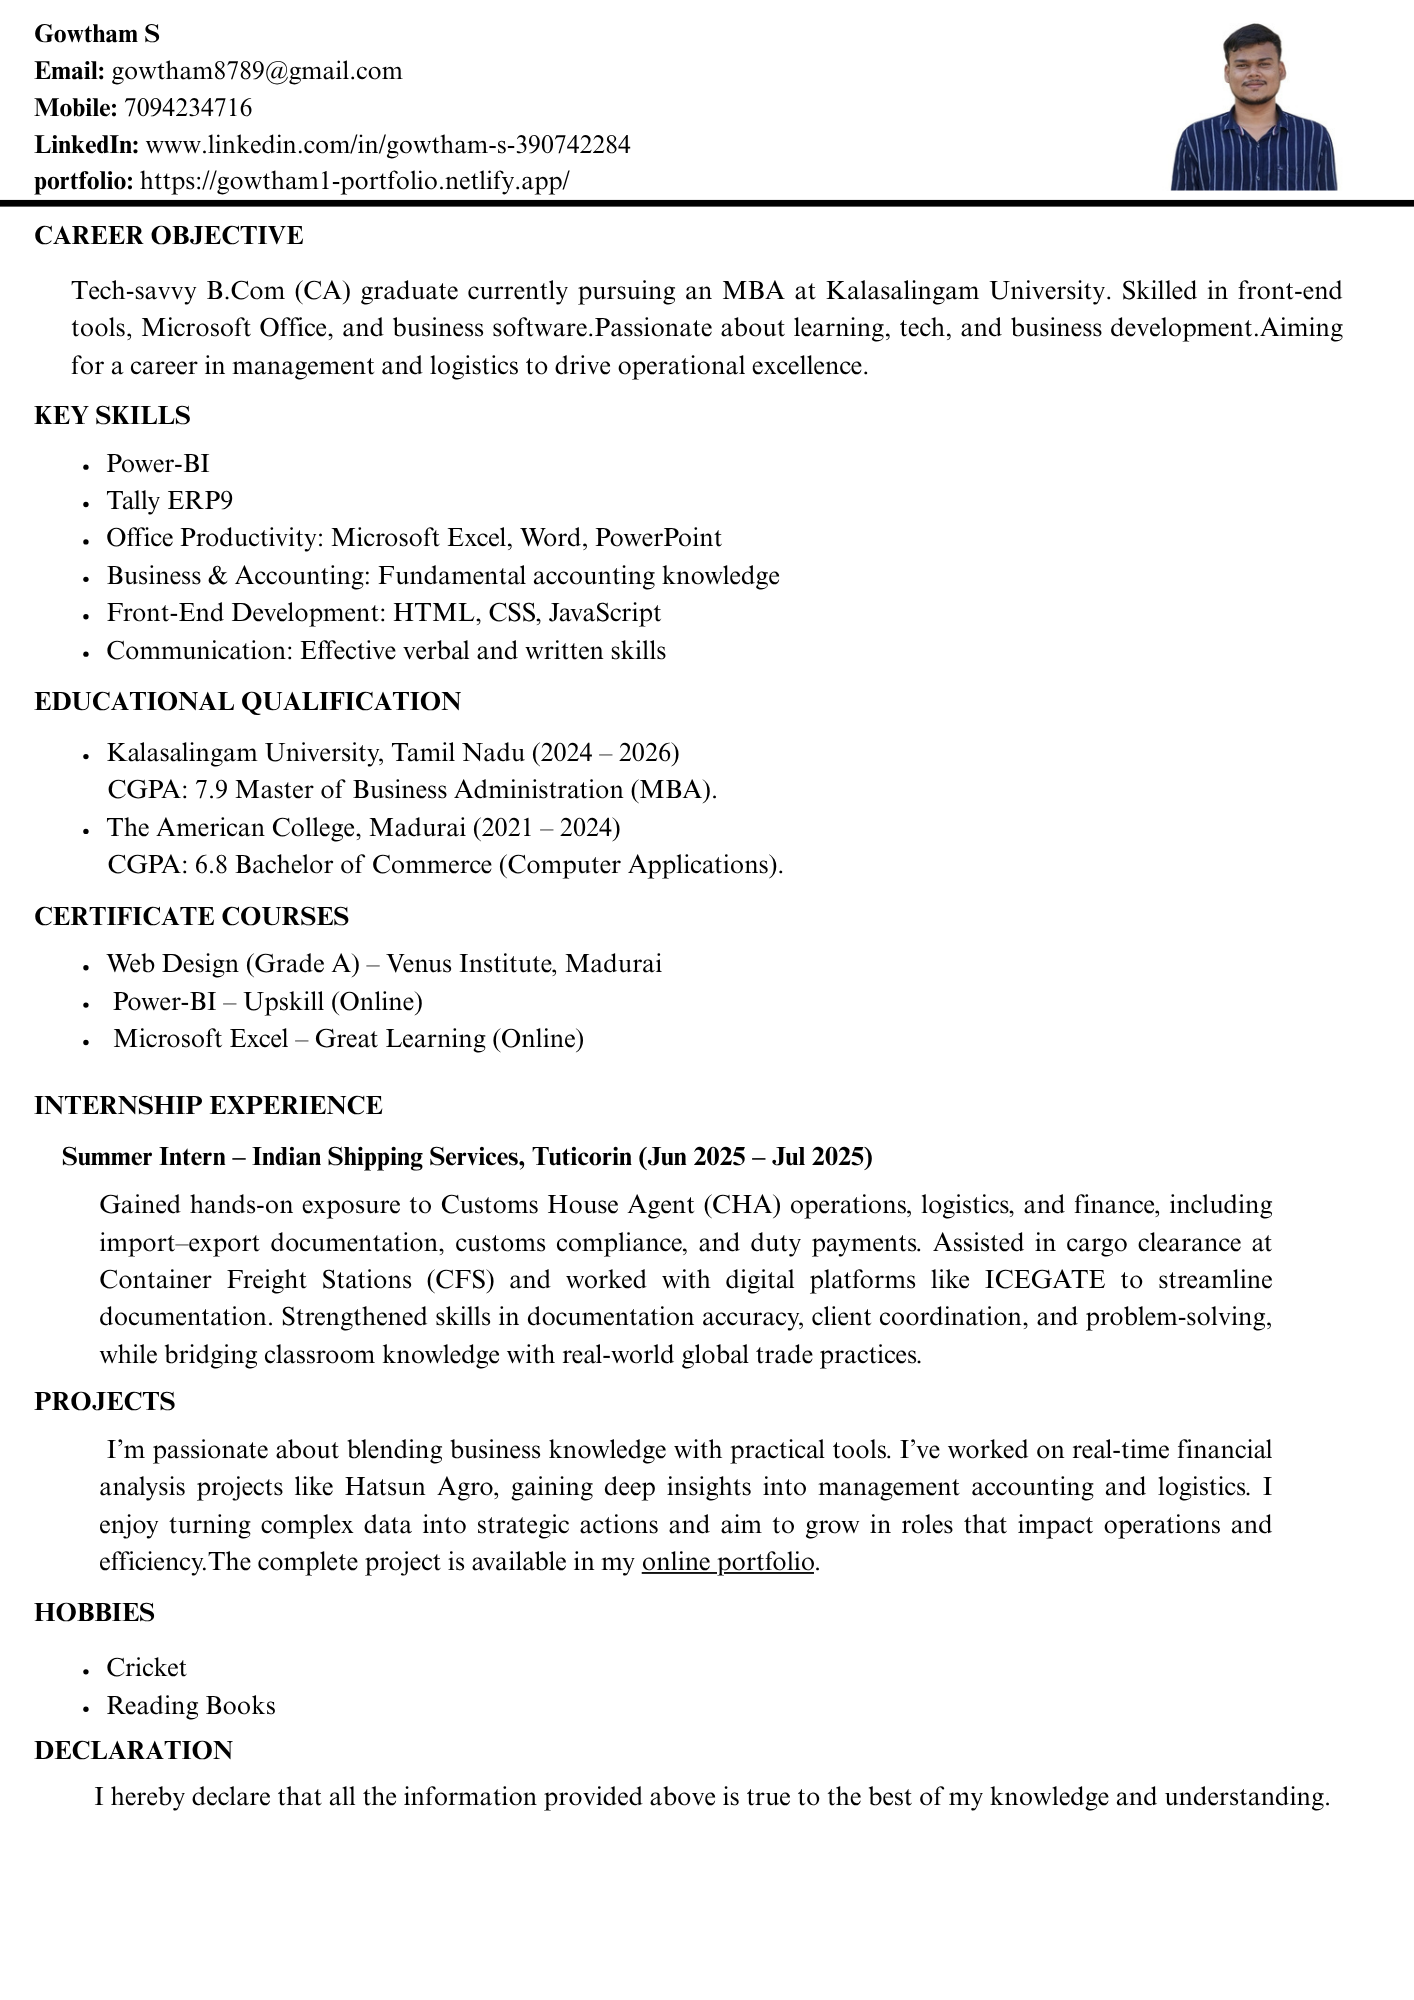 Gowtham S
Email: gowtham8789@gmail.com
Mobile: 7094234716
LinkedIn: www.linkedin.com/in/gowtham-s-390742284
portfolio: https://gowtham1-portfolio.netlify.app/
CAREER OBJECTIVE
Tech-savvy B.Com (CA) graduate currently pursuing an MBA at Kalasalingam University. Skilled in front-end
tools, Microsoft Office, and business software.Passionate about learning, tech, and business development.Aiming
for a career in management and logistics to drive operational excellence.
KEY SKILLS
• Power-BI
• Tally ERP9
• Office Productivity: Microsoft Excel, Word, PowerPoint
• Business & Accounting: Fundamental accounting knowledge
• Front-End Development: HTML, CSS, JavaScript
• Communication: Effective verbal and written skills
EDUCATIONAL QUALIFICATION
• Kalasalingam University, Tamil Nadu (2024 – 2026)
CGPA: 7.9 Master of Business Administration (MBA).
• The American College, Madurai (2021 – 2024)
CGPA: 6.8 Bachelor of Commerce (Computer Applications).
CERTIFICATE COURSES
• Web Design (Grade A) – Venus Institute, Madurai
• Power-BI – Upskill (Online)
• Microsoft Excel – Great Learning (Online)
INTERNSHIP EXPERIENCE
Summer Intern – Indian Shipping Services, Tuticorin (Jun 2025 – Jul 2025)
Gained hands-on exposure to Customs House Agent (CHA) operations, logistics, and finance, including
import–export documentation, customs compliance, and duty payments. Assisted in cargo clearance at
Container Freight Stations (CFS) and worked with digital platforms like ICEGATE to streamline
documentation. Strengthened skills in documentation accuracy, client coordination, and problem-solving,
while bridging classroom knowledge with real-world global trade practices.
PROJECTS
I’m passionate about blending business knowledge with practical tools. I’ve worked on real-time financial
analysis projects like Hatsun Agro, gaining deep insights into management accounting and logistics. I
enjoy turning complex data into strategic actions and aim to grow in roles that impact operations and
efficiency.The complete project is available in my online portfolio.
HOBBIES
• Cricket
• Reading Books
DECLARATION
I hereby declare that all the information provided above is true to the best of my knowledge and understanding.